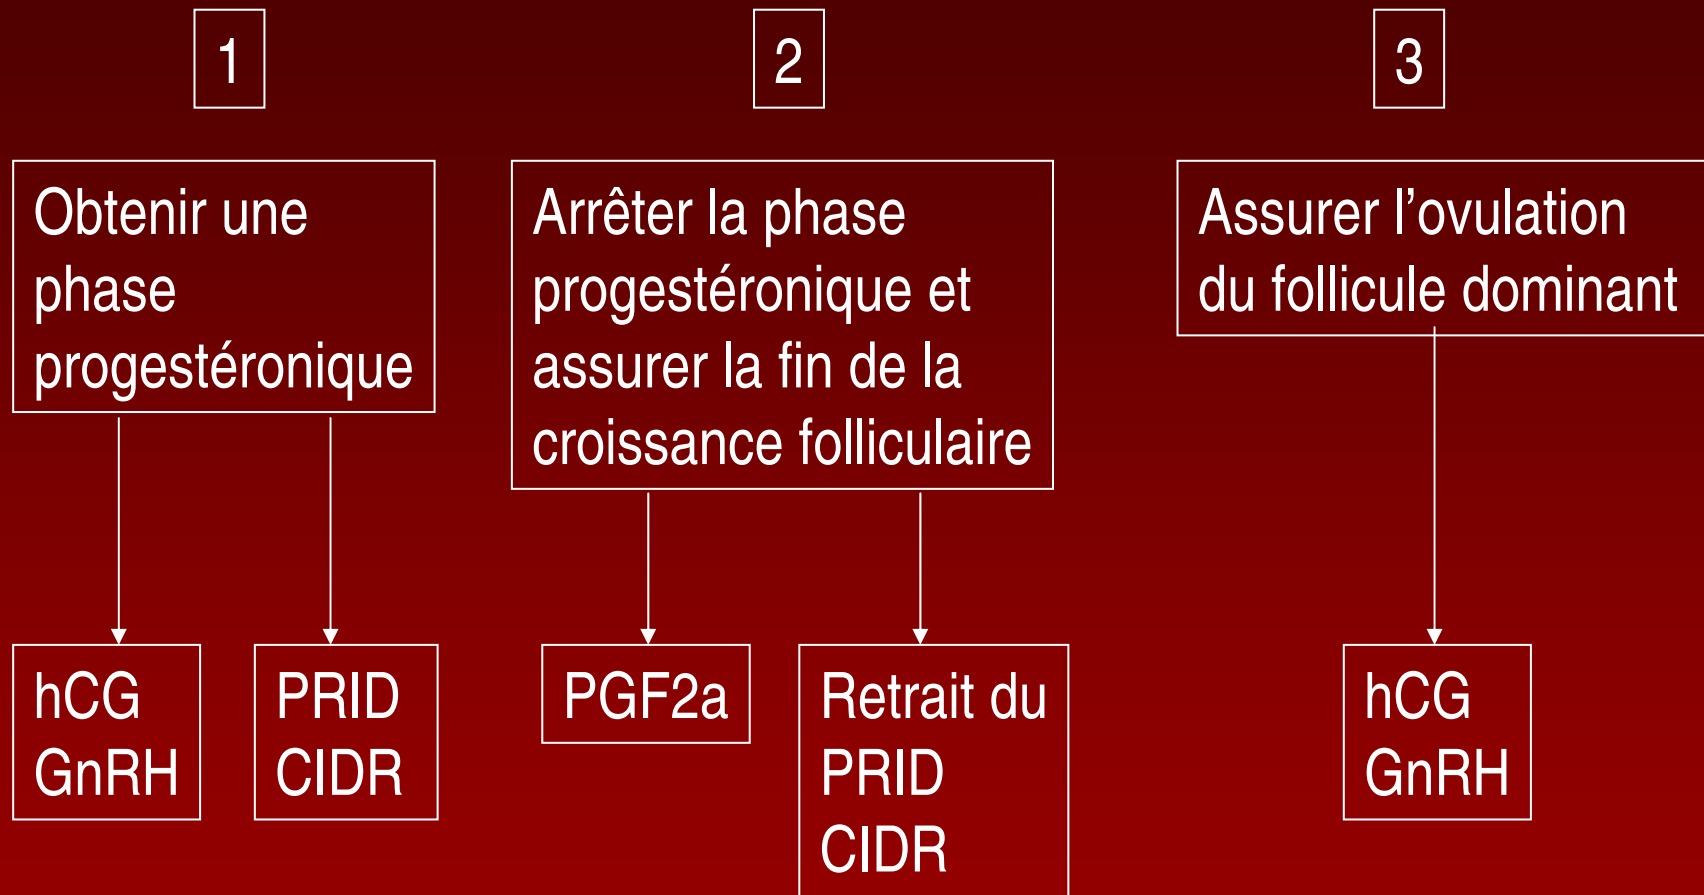 1
2
3
Obtenir une
phase
progestéronique
Arrêter la phase
progestéronique et
assurer la fin de la
croissance folliculaire
Assurer l’ovulation
du follicule dominant
hCG
GnRH
PRID
CIDR
PGF2a
Retrait du
PRID
CIDR
hCG
GnRH